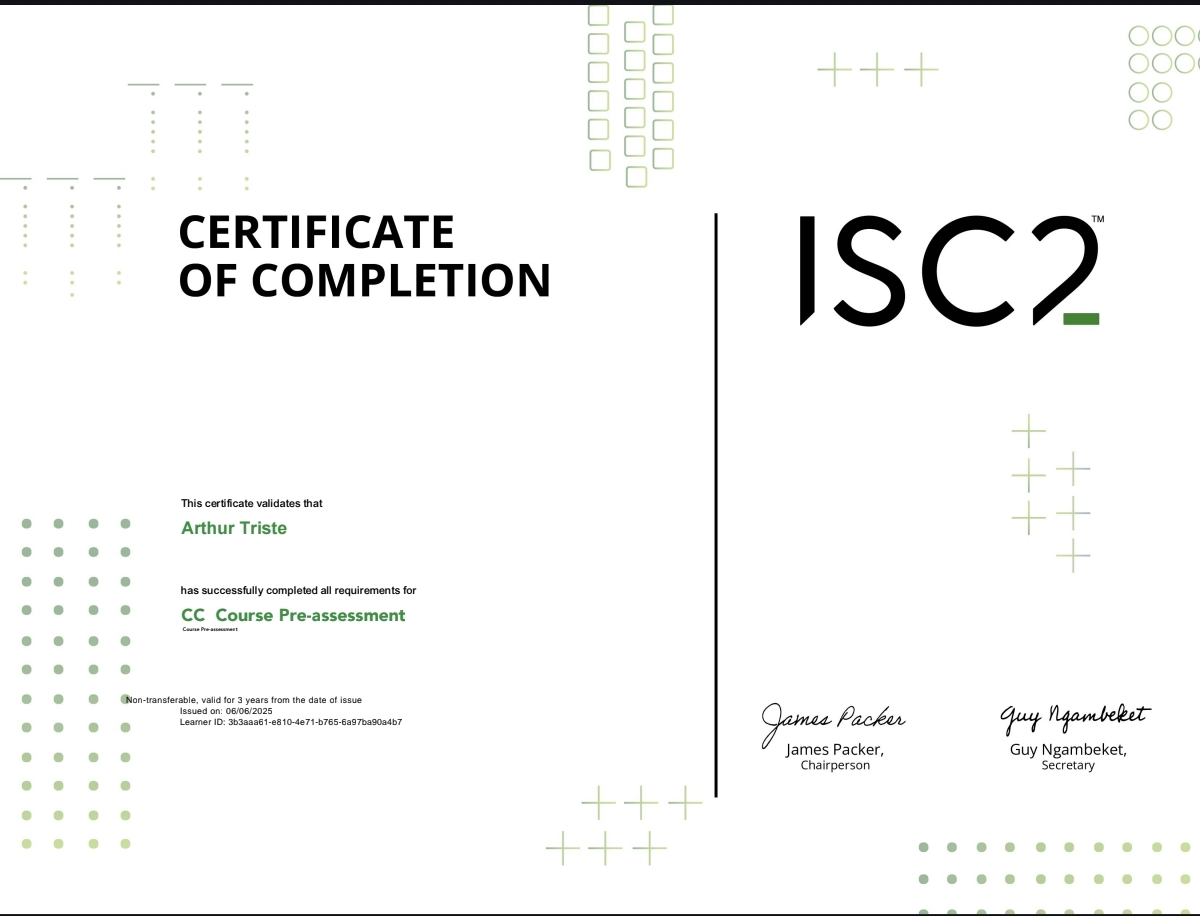 CERTIFICATE
OF COMPLETION
ISC2™
This certificate validates that
Arthur Triste
has successfully completed all requirements for
CC  Course Pre-assessment
Course Pre-assessment
Non-transferable, valid for 3 years from the date of issue
Issued on: 06/06/2025
Learner ID: 3b3aaa61-e810-4e71-b765-6a97ba90a4b7
James Packer
James Packer,
Chairperson
Guy Ngambeket
Guy Ngambeket,
Secretary